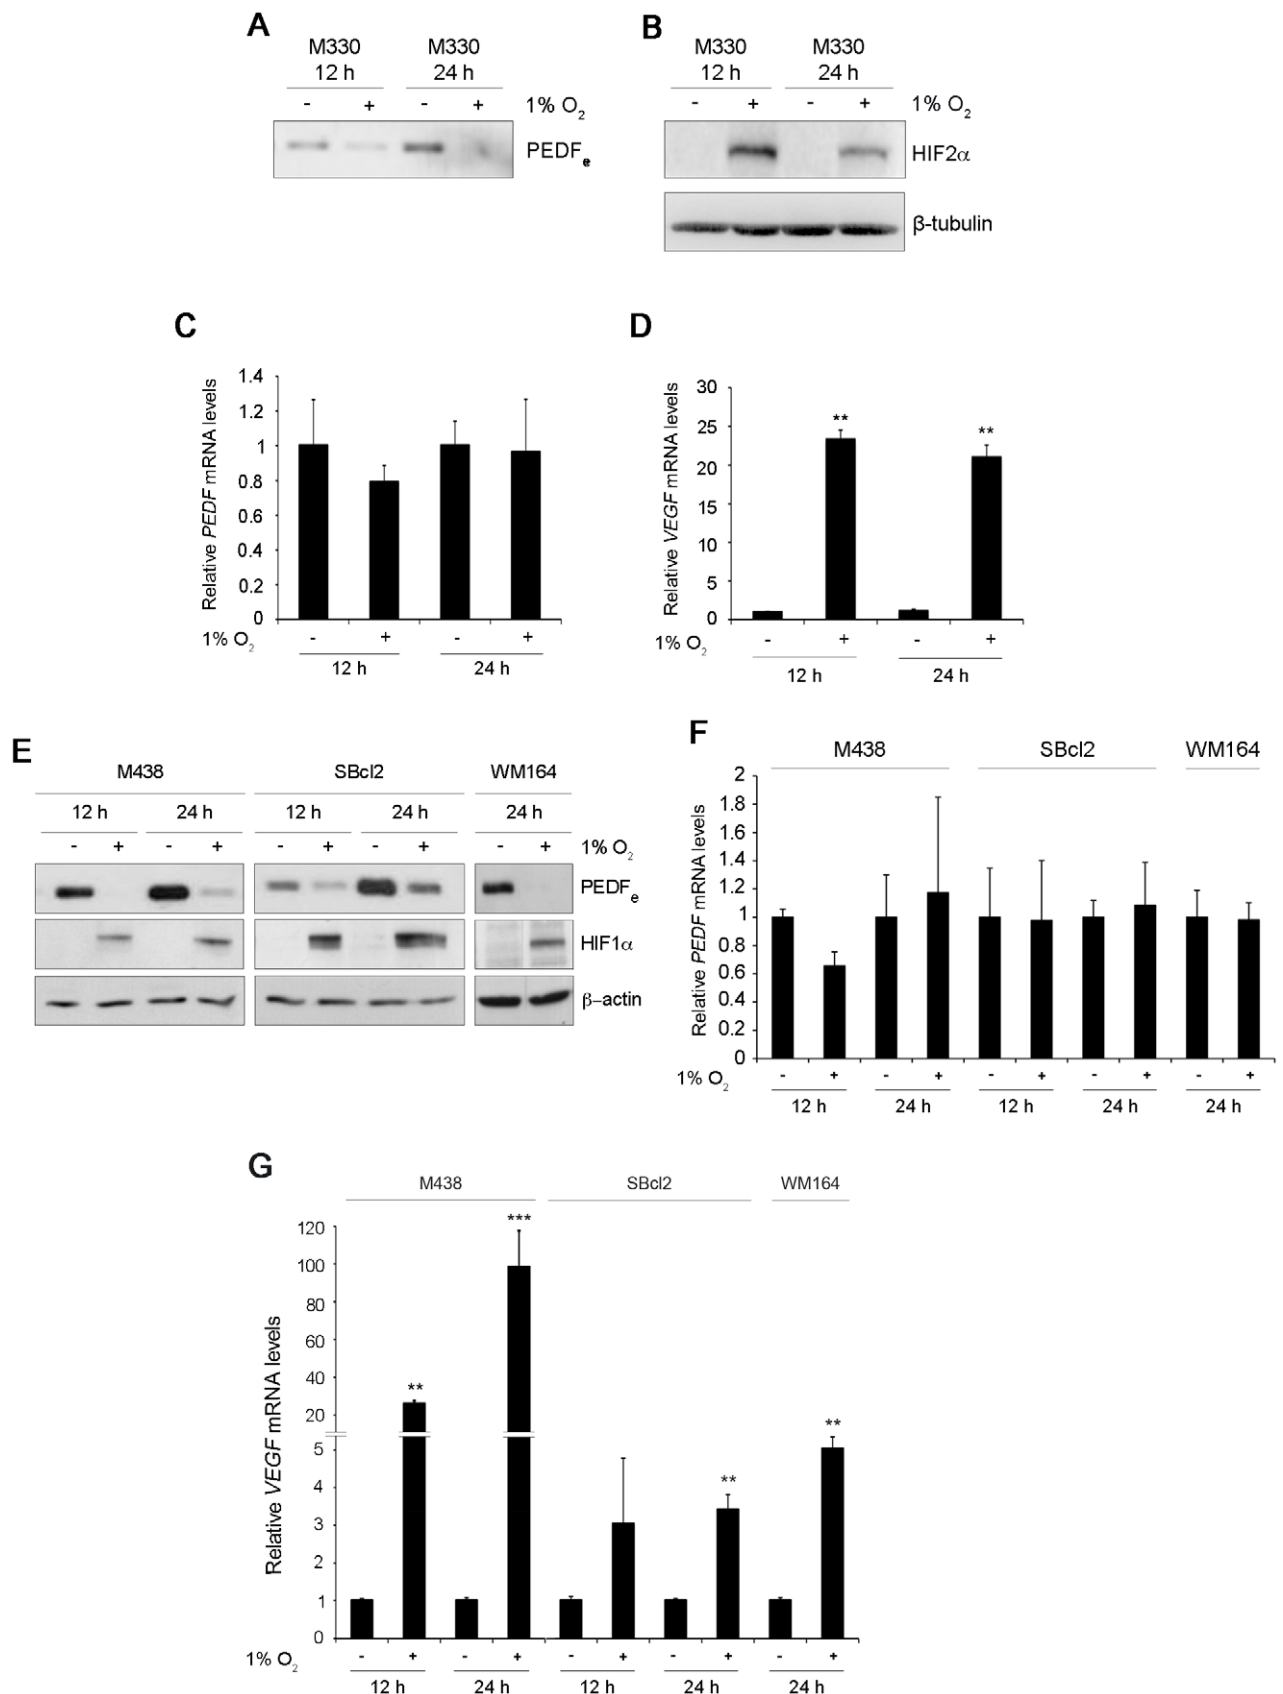 A
M330 M330
12 h 24 h
- + - + 1% O2
PEDFe
B
M330 M330
12 h 24 h
- + - + 1% O2
HIF2α
β-tubulin
C
Relative PEDF mRNA levels
1.4
1.2
1
0.8
0.6
0.4
0.2
0
1% O2 - + - +
12 h 24 h
D
Relative VEGF mRNA levels
30
25
20
15
10
5
0
** **
1% O2 - + - +
12 h 24 h
E
M438 SBcl2 WM164
12 h 24 h 12 h 24 h 24 h
- + - + - + - + - + 1% O2
PEDFe
HIF1α
β–actin
F
M438 SBcl2 WM164
Relative PEDF mRNA levels
2
1.8
1.6
1.4
1.2
1
0.8
0.6
0.4
0.2
0
1% O2 - + - + - + - + - +
12 h 24 h 12 h 24 h 24 h
G
M438 SBcl2 WM164
Relative VEGF mRNA levels
120
100
80
60
40
20
5
4
3
2
1
0
** *** ** **
1% O2 - + - + - + - + - +
12 h 24 h 12 h 24 h 24 h